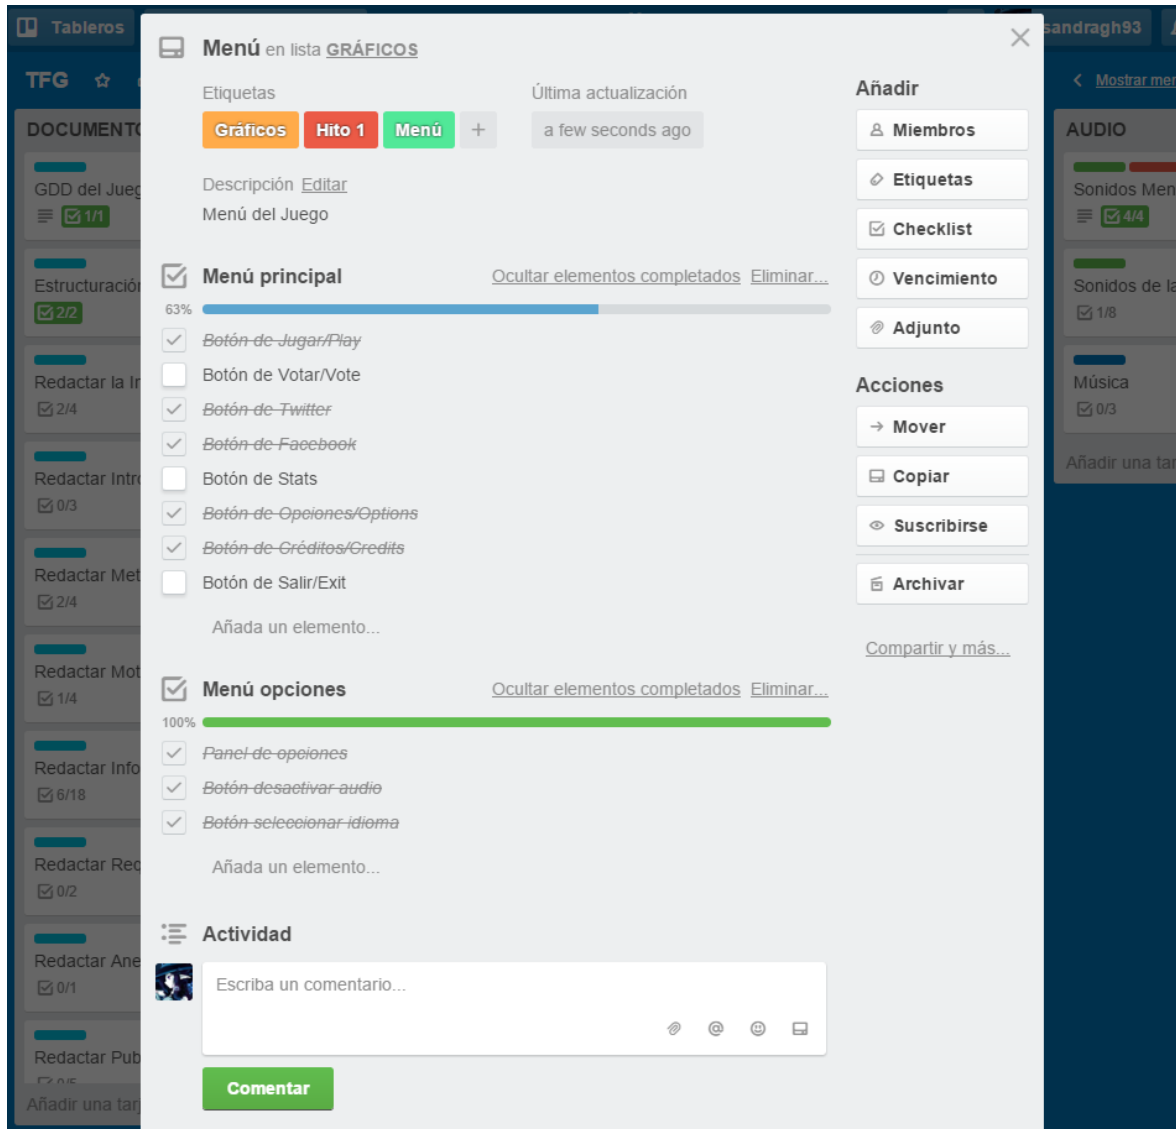 Tableros
sandragh93
TFG
Mostrar men
DOCUMENTO
GDD del Jueg
1/1
Estructuración
2/2
Redactar la In
2/4
Redactar Intro
0/3
Redactar Met
2/4
Redactar Mot
1/4
Redactar Info
6/18
Redactar Req
0/2
Redactar Ane
0/1
Redactar Pub
0/5
Añadir una tarj
Menú en lista GRÁFICOS
Etiquetas
Última actualización
Gráficos Hito 1 Menú +
a few seconds ago
Descripción Editar
Menú del Juego
Menú principal Ocultar elementos completados Eliminar...
63%
Botón de Jugar/Play
Botón de Votar/Vote
Botón de Twitter
Botón de Facebook
Botón de Stats
Botón de Opciones/Options
Botón de Créditos/Credits
Botón de Salir/Exit
Añada un elemento...
Menú opciones Ocultar elementos completados Eliminar...
100%
Panel de opciones
Botón desactivar audio
Botón seleccionar idioma
Añada un elemento...
Actividad
Escriba un comentario...
Comentar
Añadir
Miembros
Etiquetas
Checklist
Vencimiento
Adjunto
Acciones
Mover
Copiar
Suscribirse
Archivar
Compartir y más...
AUDIO
Sonidos Men
4/4
Sonidos de la
1/8
Música
0/3
Añadir una tar